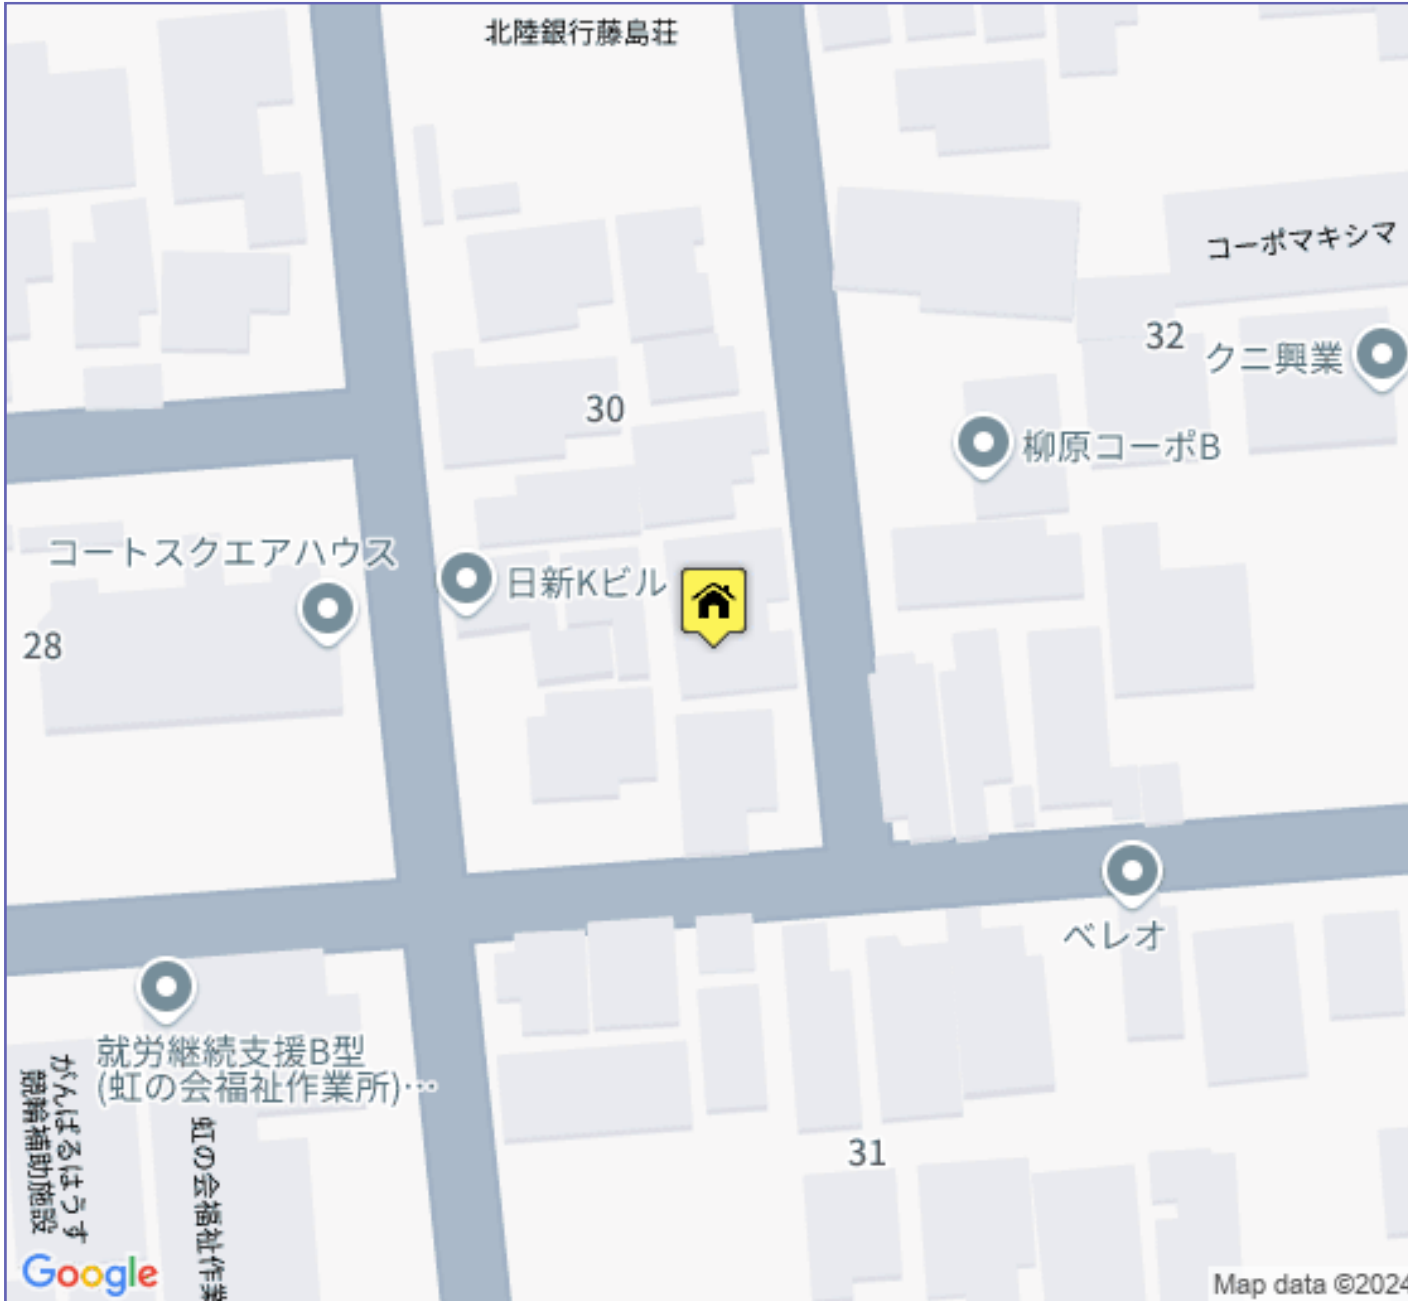 北陸銀行藤島荘
コーポマキシマ
32
クニ興業
30
柳原コーポB
コートスクエアハウス
日新Kビル
28
ベレオ
就労継続支援B型
(虹の会福祉作業所)…
がんばるはうす
競輪補助施設
虹の会福祉作業
31
Google
Map data ©2024